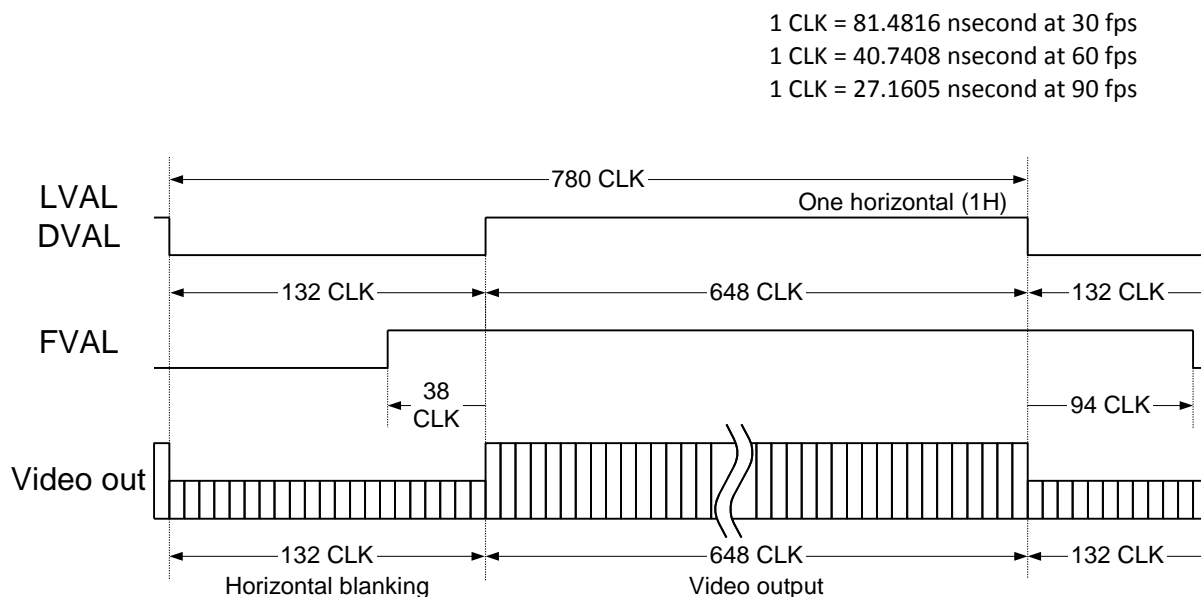 1 CLK = 81.4816 nsecond at 30 fps
1 CLK = 40.7408 nsecond at 60 fps
1 CLK = 27.1605 nsecond at 90 fps
780 CLK
LVAL
DVAL
One horizontal (1H)
132 CLK
648 CLK
132 CLK
FVAL
38
CLK
94 CLK
Video out
132 CLK
648 CLK
132 CLK
Horizontal blanking
Video output